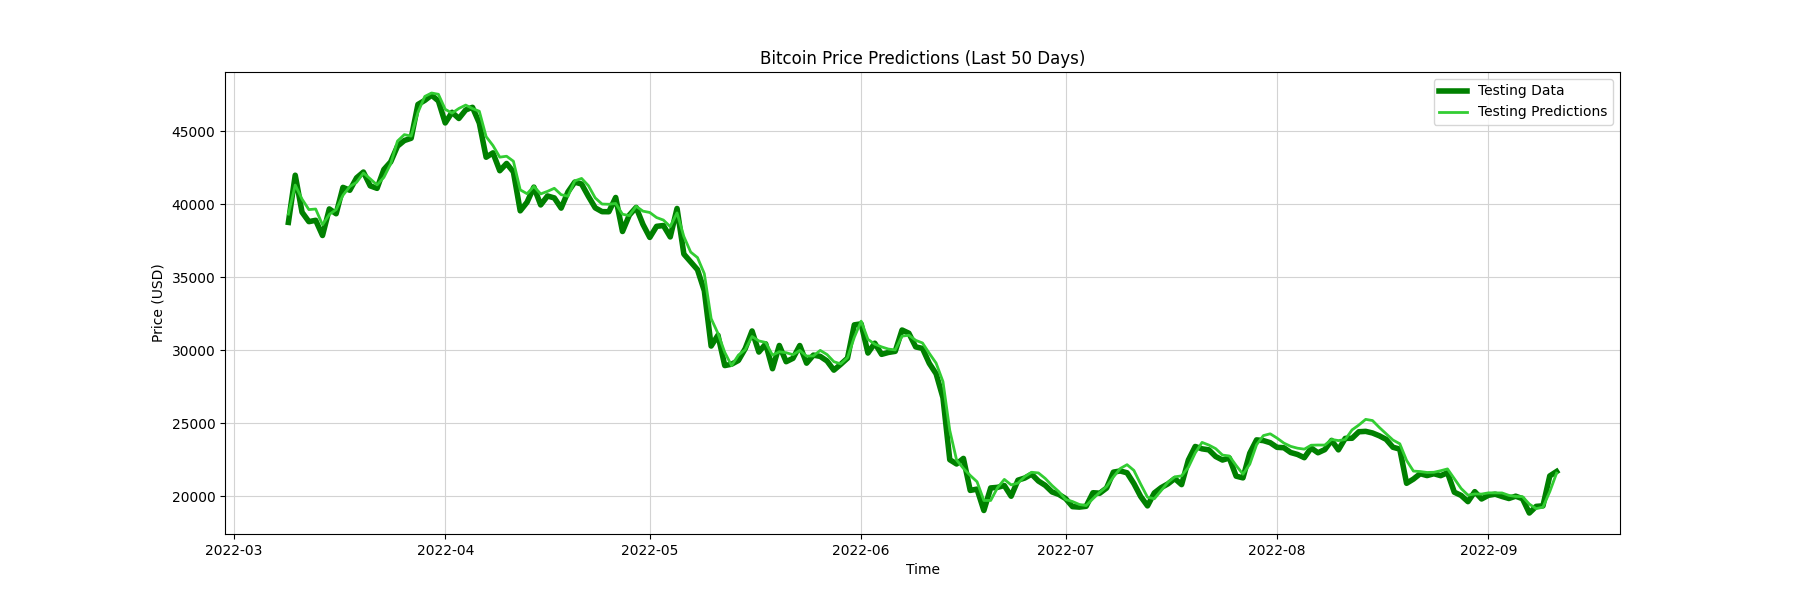 Bitcoin Price Predictions (Last 50 Days)
Testing Data
Testing Predictions
45000
40000
35000
30000
25000
20000
Price (USD)
2022-03 2022-04 2022-05 2022-06 2022-07 2022-08 2022-09
Time